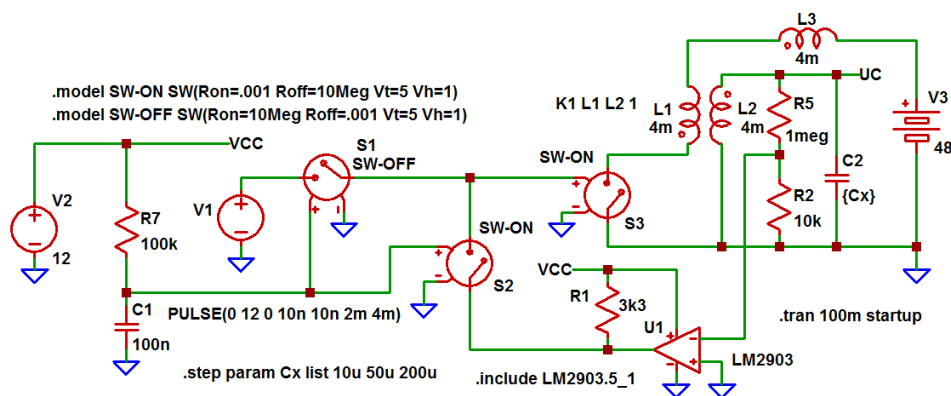 L3
4m
.model SW-ON SW(Ron=.001 Roff=10Meg Vt=5 Vh=1)
.model SW-OFF SW(Ron=10Meg Roff=.001 Vt=5 Vh=1)
K1 L1 L2 1
L1
4m
L2
4m
UC
R5
1meg
V3
48
VCC
S1
SW-OFF
SW-ON
S3
C2
{Cx}
R2
10k
V2
12
R7
100k
V1
SW-ON
S2
VCC
R1
3k3
U1
LM2903
.tran 100m startup
C1
100n
PULSE(0 12 0 10n 10n 2m 4m)
.step param Cx list 10u 50u 200u
.include LM2903.5_1